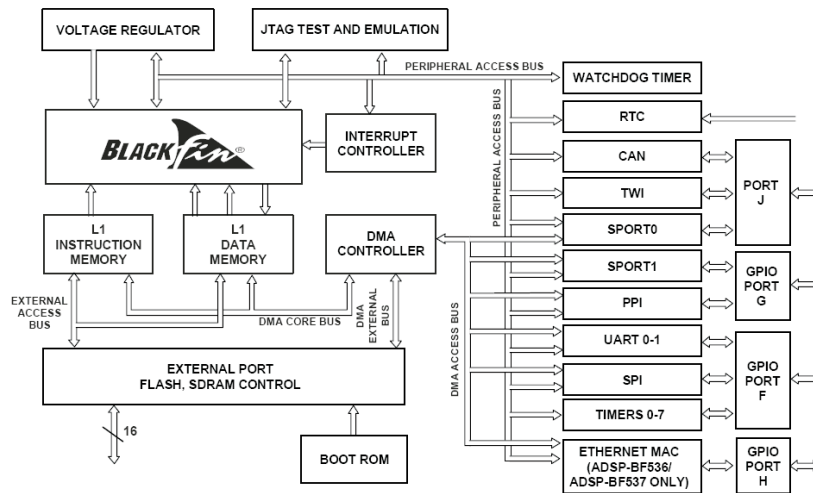 VOLTAGE REGULATOR
JTAG TEST AND EMULATION
PERIPHERAL ACCESS BUS
WATCHDOG TIMER
RTC
BLACKfin®
INTERRUPT
CONTROLLER
PERIPHERAL ACCESS BUS
CAN
TWI
PORT
J
L1
INSTRUCTION
MEMORY
L1
DATA
MEMORY
DMA
CONTROLLER
SPORT0
SPORT1
PPI
GPIO
PORT
G
EXTERNAL
ACCESS
BUS
DMA CORE BUS
DMA
EXTERNAL
BUS
DMA ACCESS BUS
UART 0-1
SPI
TIMERS 0-7
GPIO
PORT
F
EXTERNAL PORT
FLASH, SDRAM CONTROL
16
BOOT ROM
ETHERNET MAC
(ADSP-BF536/
ADSP-BF537 ONLY)
GPIO
PORT
H